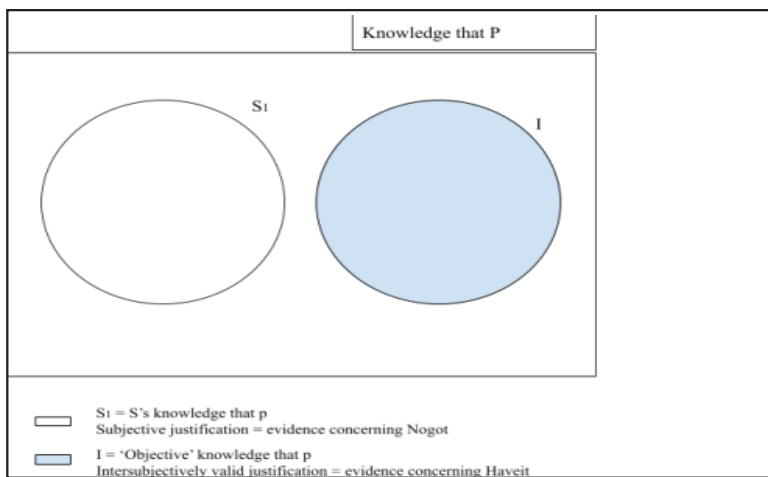 Knowledge that P
S1
I
S1 = S's knowledge that p
Subjective justification = evidence concerning Nogot
I = 'Objective' knowledge that p
Intersubjectively valid justification = evidence concerning Haveit